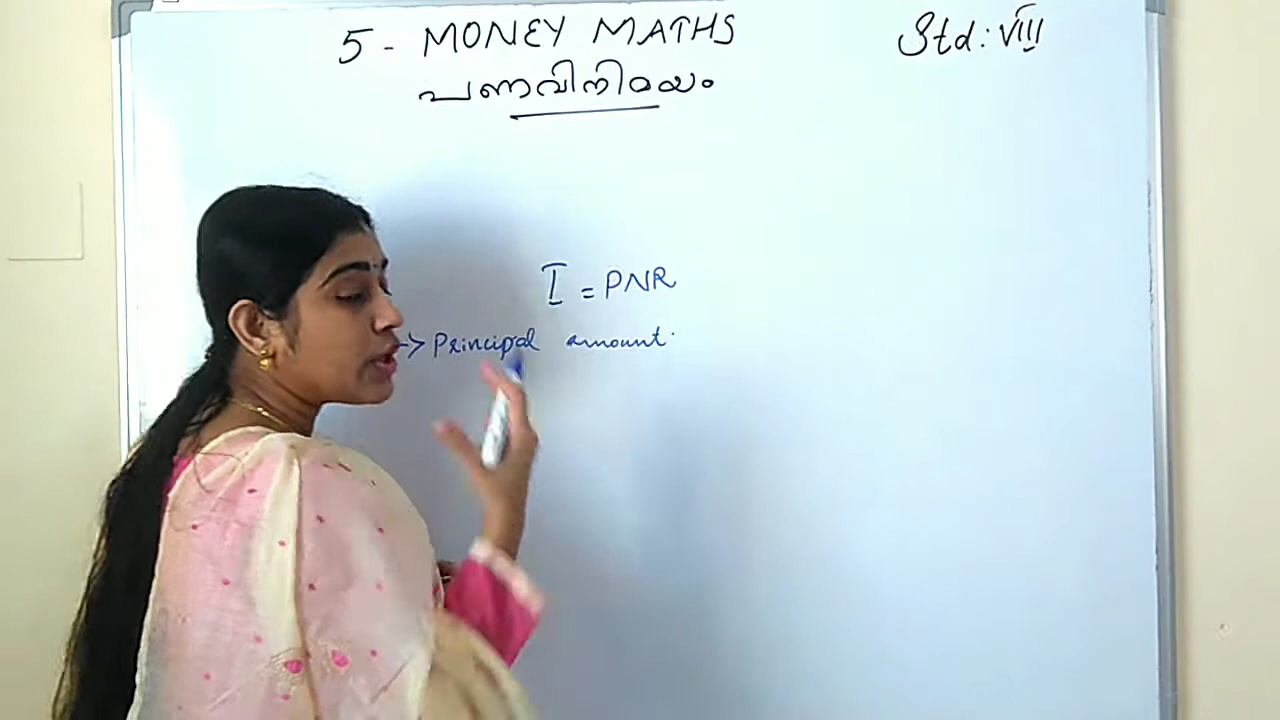 5 - MONEY MATHS
പണവിനിമയം
Std: VIII
I = PNR
-> Principal amount.